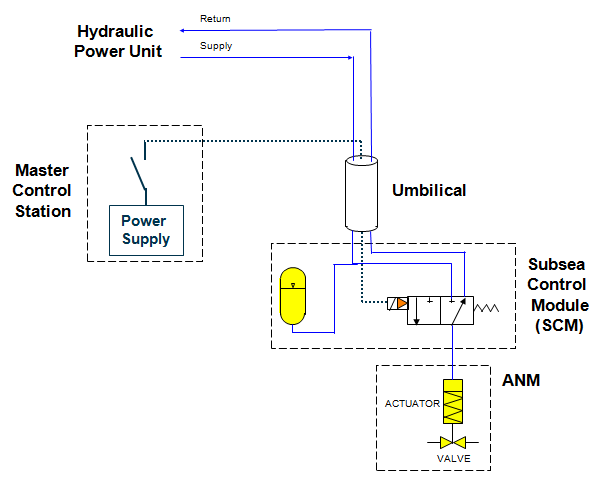 Return
Hydraulic
Power Unit
Supply
Master
Control
Station
Power
Supply
Umbilical
Subsea
Control
Module
(SCM)
ANM
ACTUATOR
VALVE